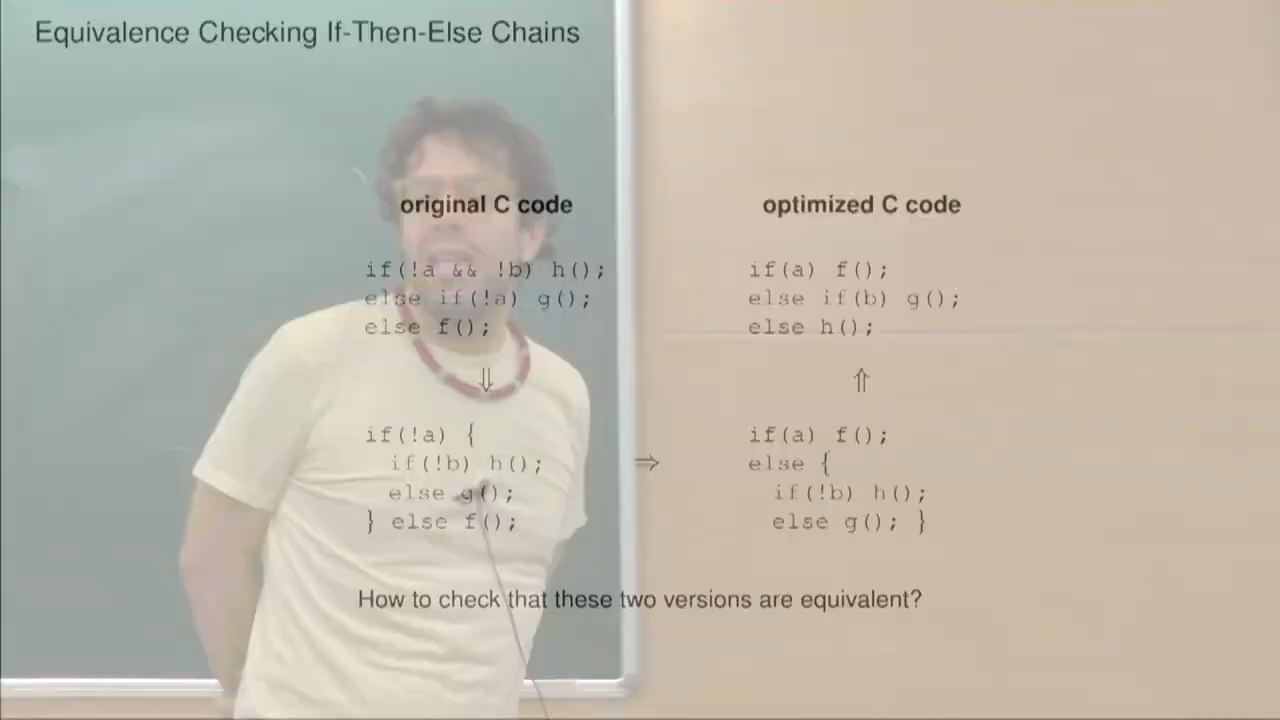 Equivalence Checking If-Then-Else Chains
original C code
if(!a && !b) h();
else if(!a) g();
else f();
⇓
if(!a) {
if(!b) h();
else g();
} else f();
⇒
optimized C code
if(a) f();
else if(b) g();
else h();
⇑
if(a) f();
else {
if(!b) h();
else g(); }
How to check that these two versions are equivalent?